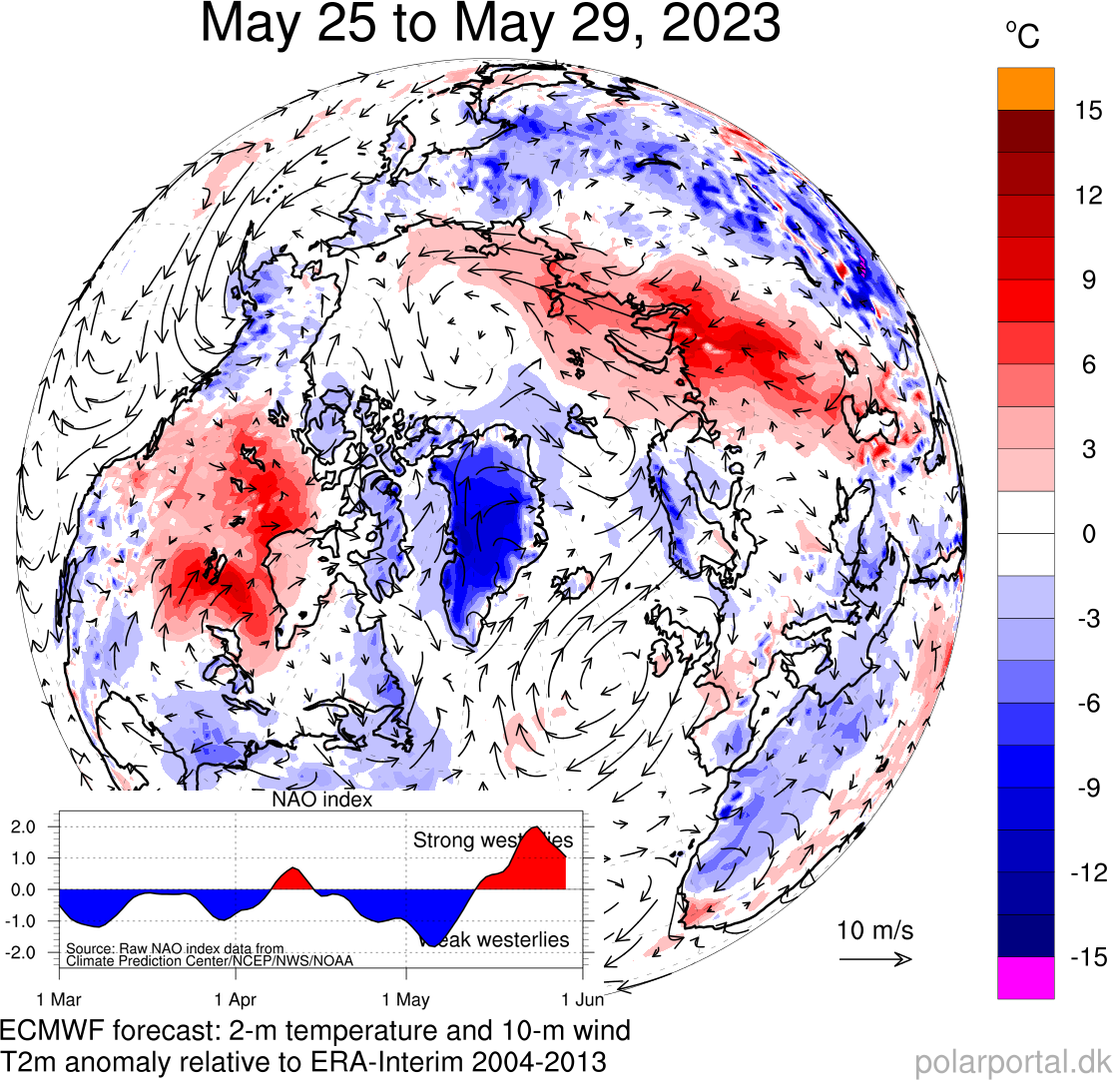 May 25 to May 29, 2023
°C
15
12
9
6
3
0
-3
-6
-9
-12
-15
10 m/s
NAO index
2.0
1.0
0.0
-1.0
-2.0
Strong westerlies
Weak westerlies
Source: Raw NAO index data from
Climate Prediction Center/NCEP/NWS/NOAA
1 Mar
1 Apr
1 May
1 Jun
ECMWF forecast: 2-m temperature and 10-m wind
T2m anomaly relative to ERA-Interim 2004-2013
polarportal.dk